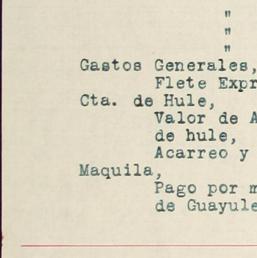 "
"
"
Gastos Generales,
Flete Expr
Cta. de Hule,
Valor de A
de hule,
Acarreo y
Maquila,
Pago por m
de Guayule